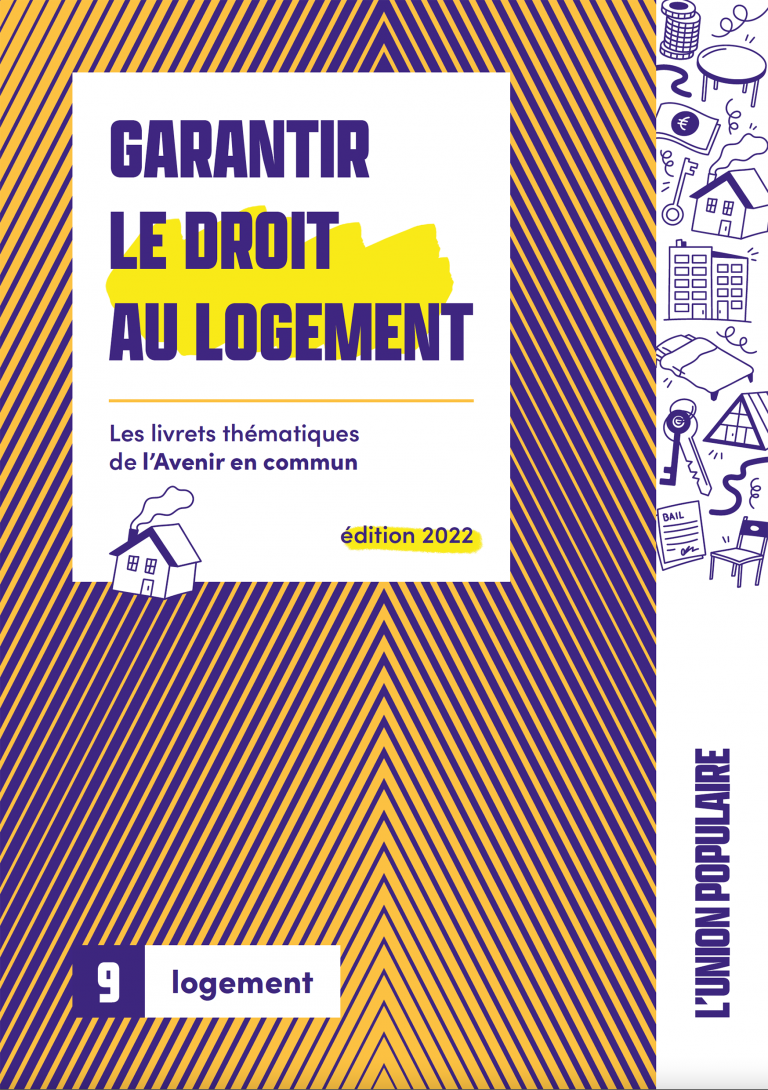 GARANTIR
LE DROIT
AU LOGEMENT
Les livrets thématiques
de l'Avenir en commun
édition 2022
9 logement
€
BAIL
L'UNION POPULAIRE